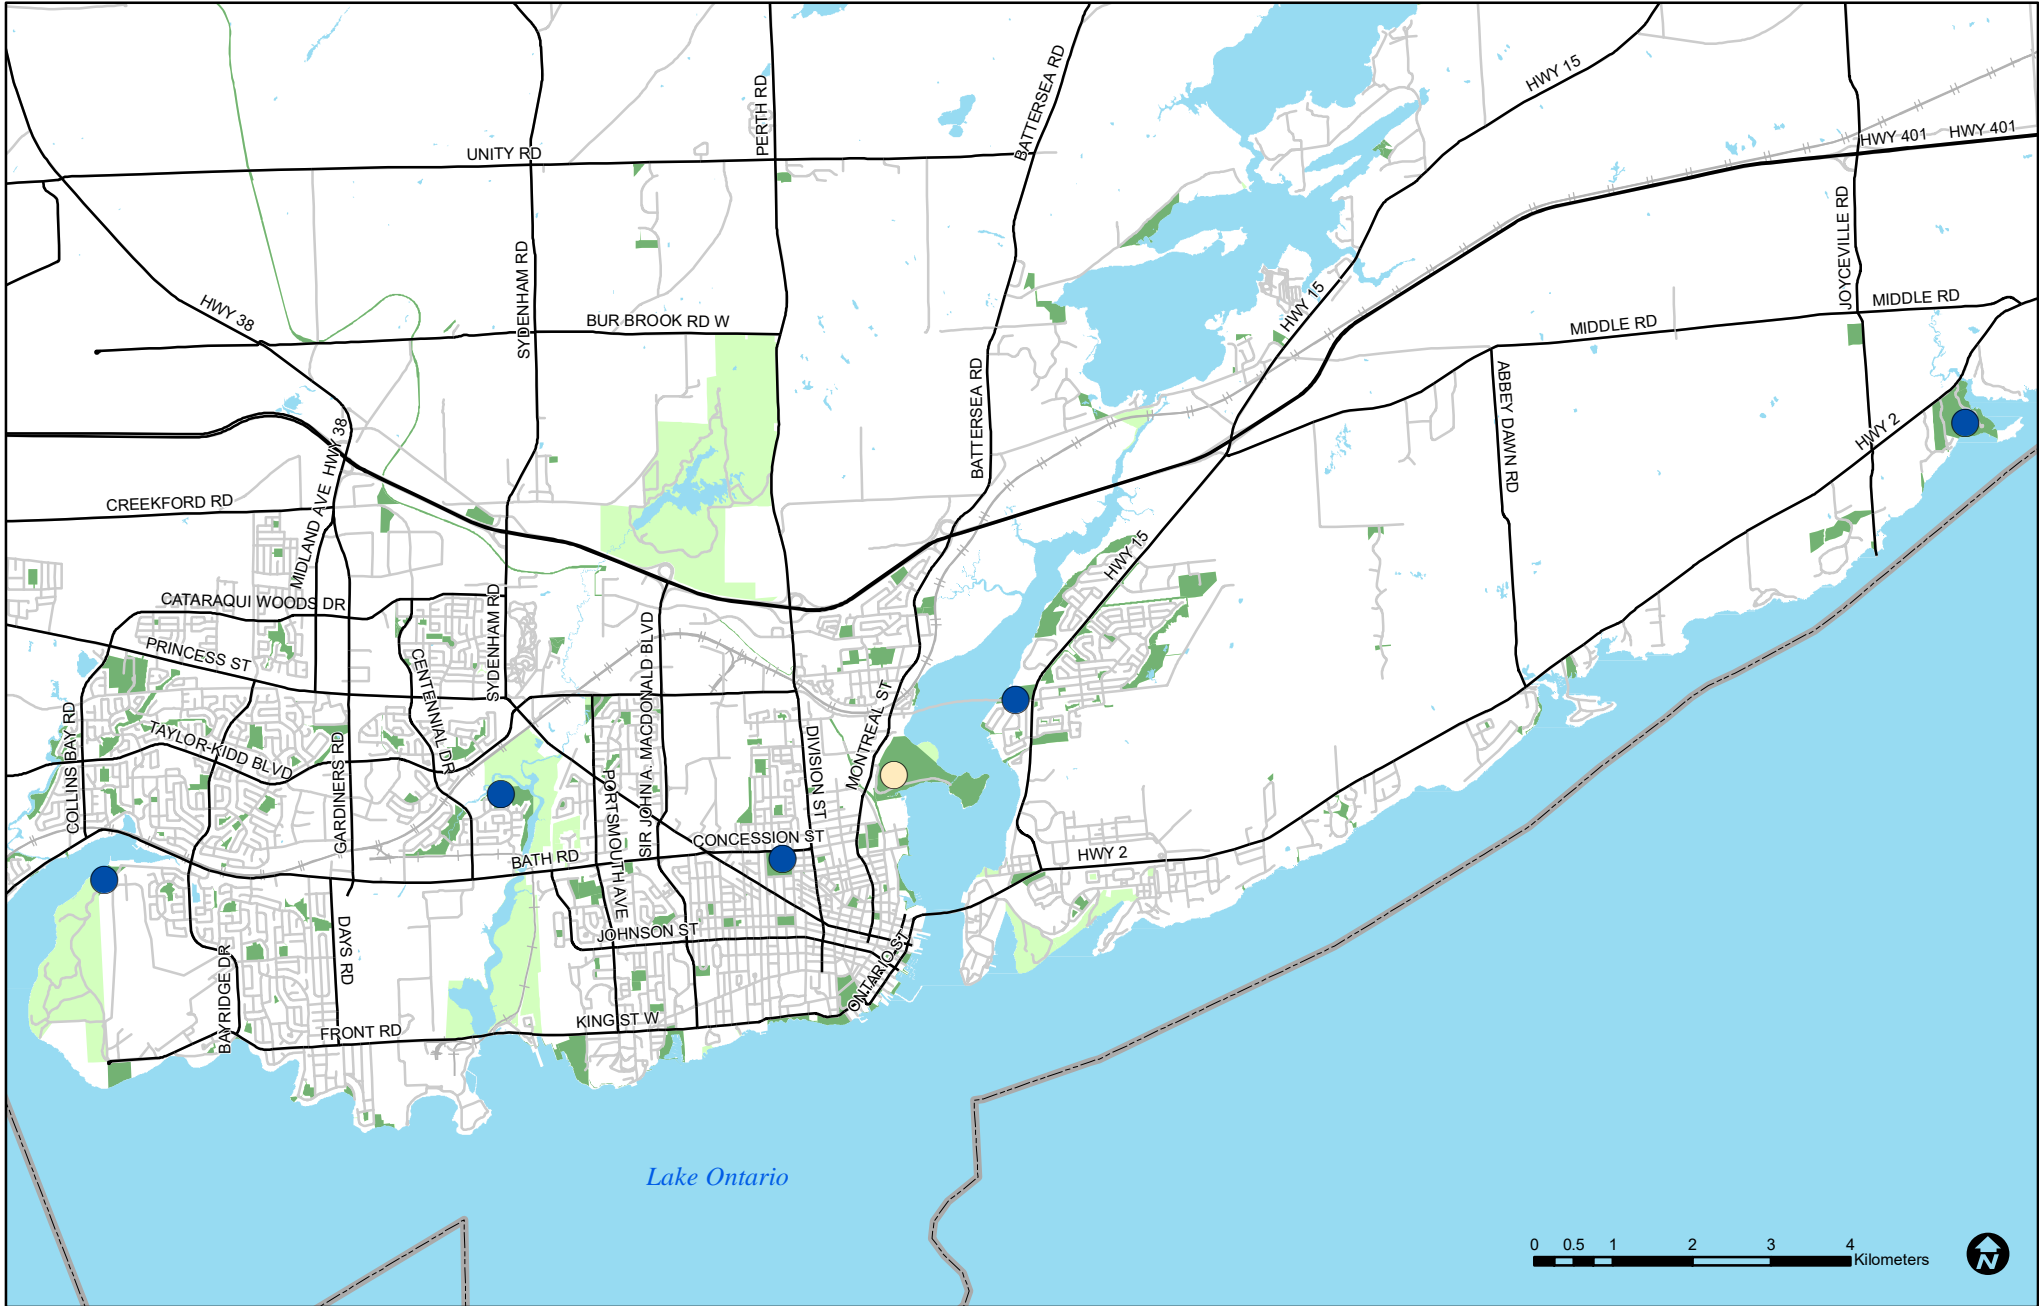 HWY 15
BATTERSEA RD
PERTH RD
HWY 401
HWY 401
UNITY RD
JOYCEVILLE RD
SYDENHAM RD
HWY 38
HWY 15
MIDDLE RD
MIDDLE RD
BUR BROOK RD W
BATTERSEA RD
ABBEY DAWN RD
HWY 38
HWY 2
CREEKFORD RD
MIDLAND AVE
HWY 15
CATARAQUI WOODS DR
SYDENHAM RD
PRINCESS ST
CENTENNIAL DR
SIR JOHN A. MACDONALD BLVD
MONTREAL ST
COLLINS BAY RD
TAYLOR-KIDD BLVD
GARDINERS RD
DIVISION ST
PORTSMOUTH AVE
CONCESSION ST
BATH RD
HWY 2
JOHNSON ST
DAYS RD
BAYRIDGE DR
ONTARIO ST
KING ST W
FRONT RD
Lake Ontario
0 0.5 1 2 3 4
Kilometers
N